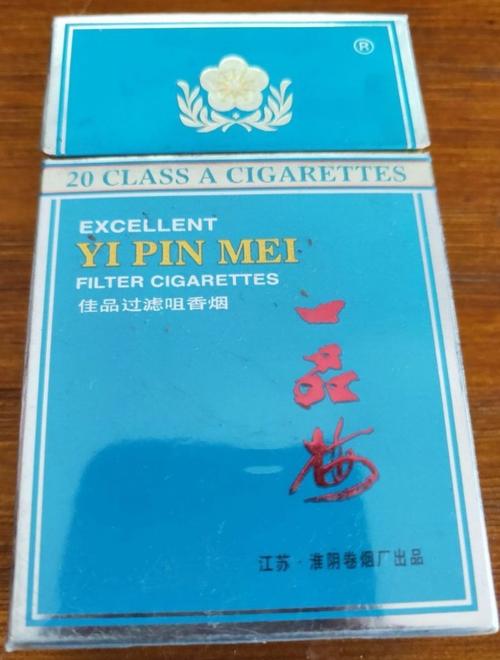 ®
20 CLASS A CIGARETTES
EXCELLENT
YI PIN MEI
FILTER CIGARETTES
佳品过滤咀香烟
一品梅
江苏·淮阴卷烟厂出品